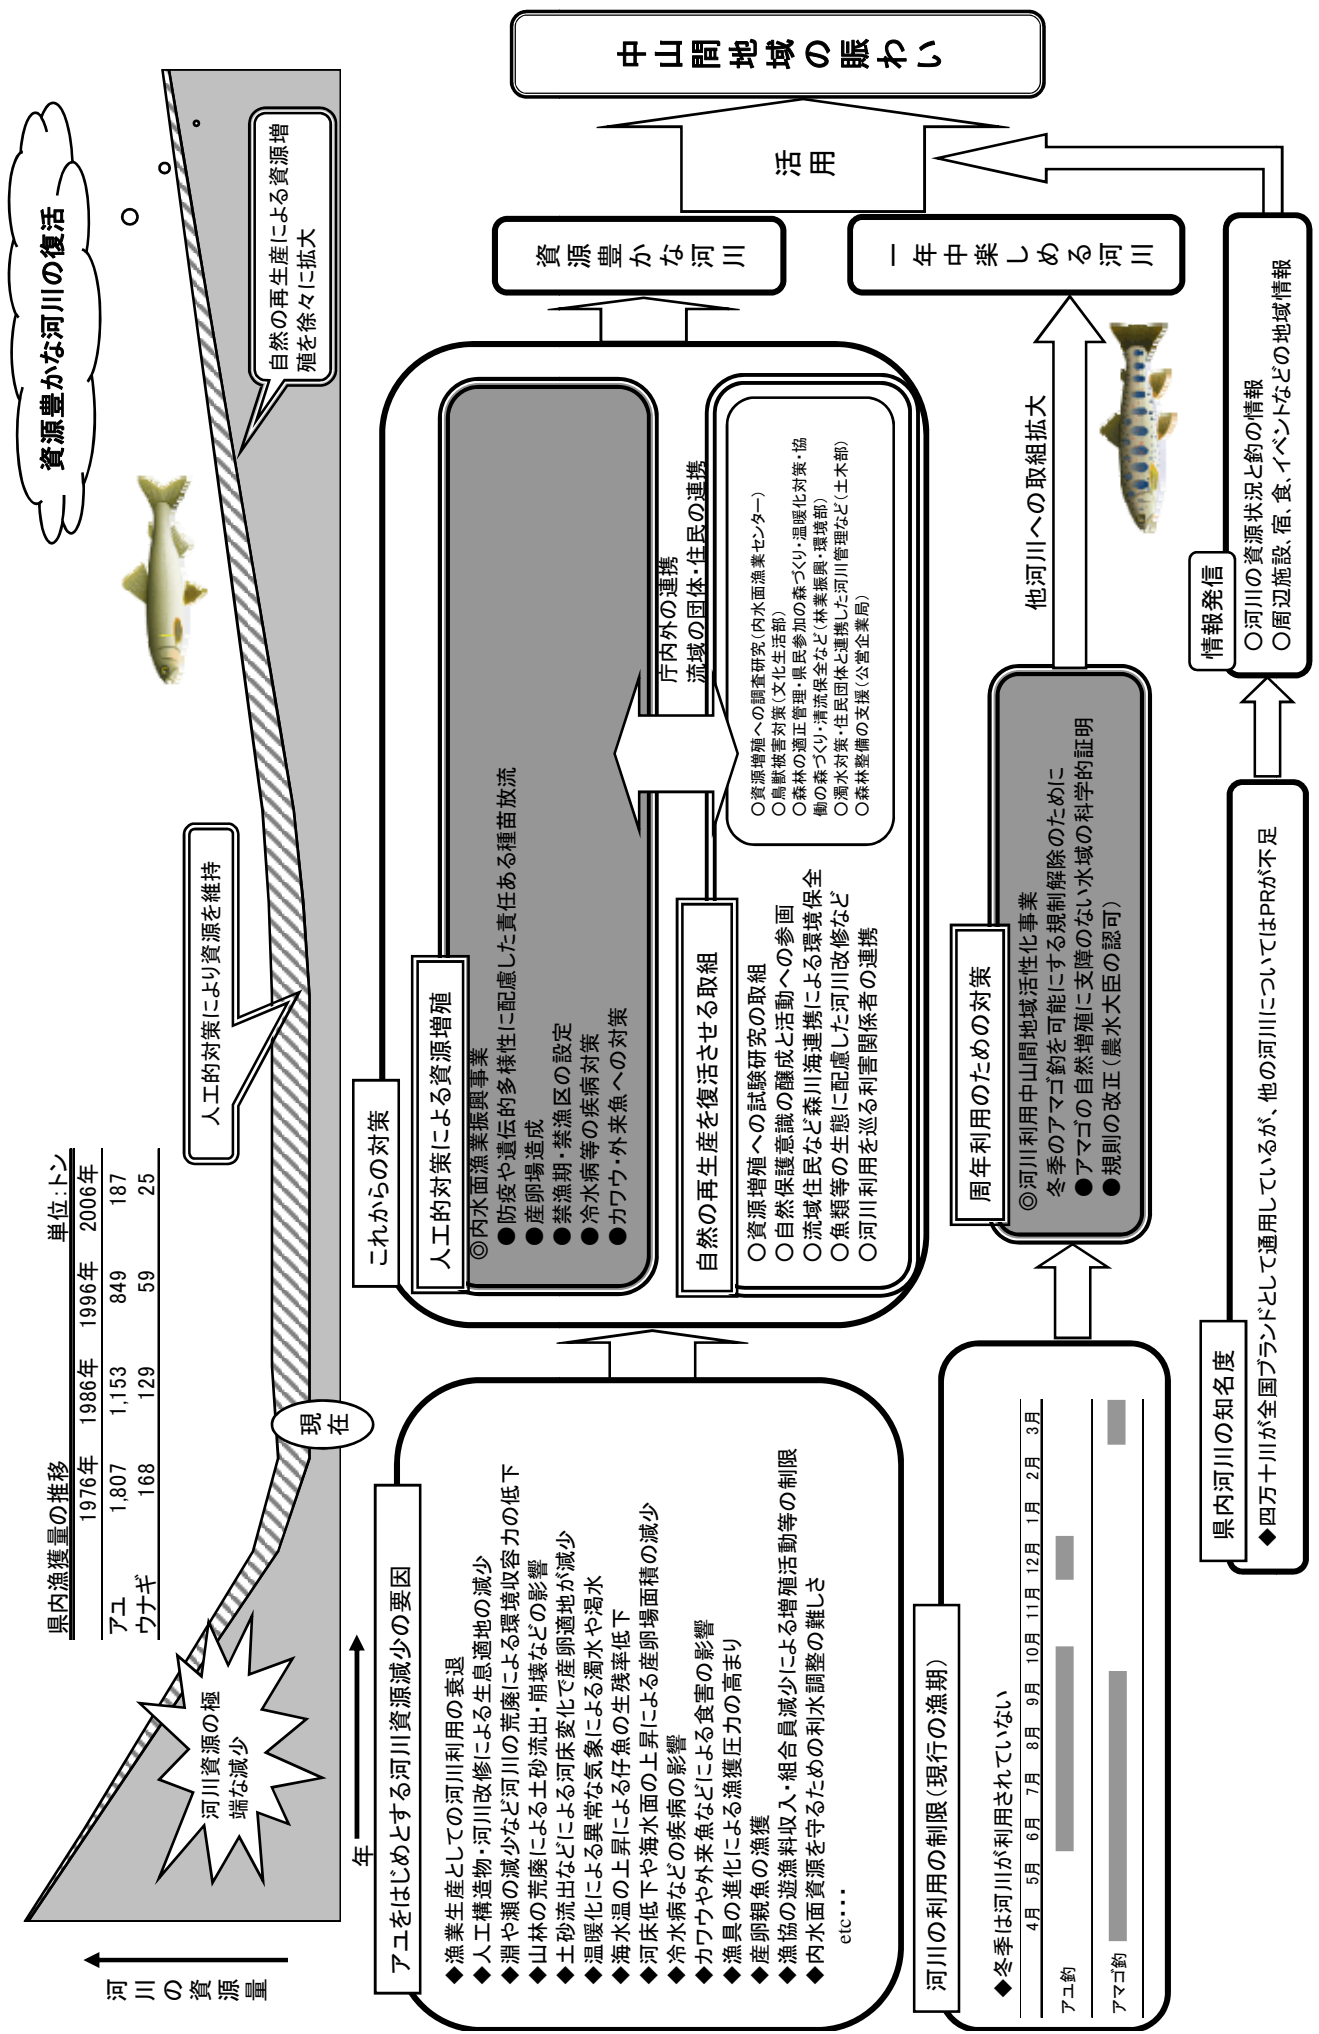 資源豊かな河川の復活
県内漁獲量の推移 単位:トン
1976年 1986年 1996年 2006年
アユ 1,807 1,153 849 187
ウナギ 168 129 59 25
河川の資源量
河川資源の極
端な減少
現在
人工的対策により資源を維持
自然の再生産による資源増
殖を徐々に拡大
年
アユをはじめとする河川資源減少の要因
◆漁業生産としての河川利用の衰退
◆人工構造物・河川改修による生息適地の減少
◆淵や瀬の減少など河川の荒廃による環境収容力の低下
◆山林の荒廃による土砂流出・崩壊などの影響
◆土砂流出などによる河床変化で産卵適地が減少
◆温暖化による異常な気象による濁水や渇水
◆海水温の上昇による仔魚の生残率低下
◆河床低下や海水面の上昇による産卵場面積の減少
◆冷水病などの疾病の影響
◆カワウや外来魚などによる食害の影響
◆漁具の進化による漁獲圧力の高まり
◆産卵親魚の漁獲
◆漁協の遊漁料収入・組合員減少による増殖活動等の制限
◆内水面資源を守るための利水調整の難しさ
etc・・・
これからの対策
人工的対策による資源増殖
◎内水面漁業振興事業
●防疫や遺伝的多様性に配慮した責任ある種苗放流
●産卵場造成
●禁漁期・禁漁区の設定
●冷水病等の疾病対策
●カワウ・外来魚への対策
庁内外の連携
流域の団体・住民の連携
自然の再生産を復活させる取組
○資源増殖への試験研究の取組
○自然保護意識の醸成と活動への参画
○流域住民など森川海連携による環境保全
○魚類等の生態に配慮した河川改修など
○河川利用を巡る利害関係者の連携
○資源増殖への調査研究(内水面漁業センター)
○鳥獣被害対策(文化生活部)
○森林の適正管理・県民参加の森づくり・温暖化対策・協
働の森づくり・清流保全など(林業振興・環境部)
○濁水対策・住民団体と連携した河川管理など(土木部)
○森林整備の支援(公営企業局)
資源豊かな河川
河川の利用の制限(現行の漁期)
◆冬季は河川が利用されていない
4月 5月 6月 7月 8月 9月 10月 11月 12月 1月 2月 3月
アユ釣
アマゴ釣
周年利用のための対策
◎河川利用中山間地域活性化事業
冬季のアマゴ釣を可能にする規制解除のために
●アマゴの自然増殖に支障のない水域の科学的証明
●規則の改正(農水大臣の認可)
他河川への取組拡大
一年中楽しめる河川
県内河川の知名度
◆四万十川が全国ブランドとして通用しているが、他の河川についてはPRが不足
情報発信
○河川の資源状況と釣の情報
○周辺施設、宿、食、イベントなどの地域情報
活用
中山間地域の賑わい